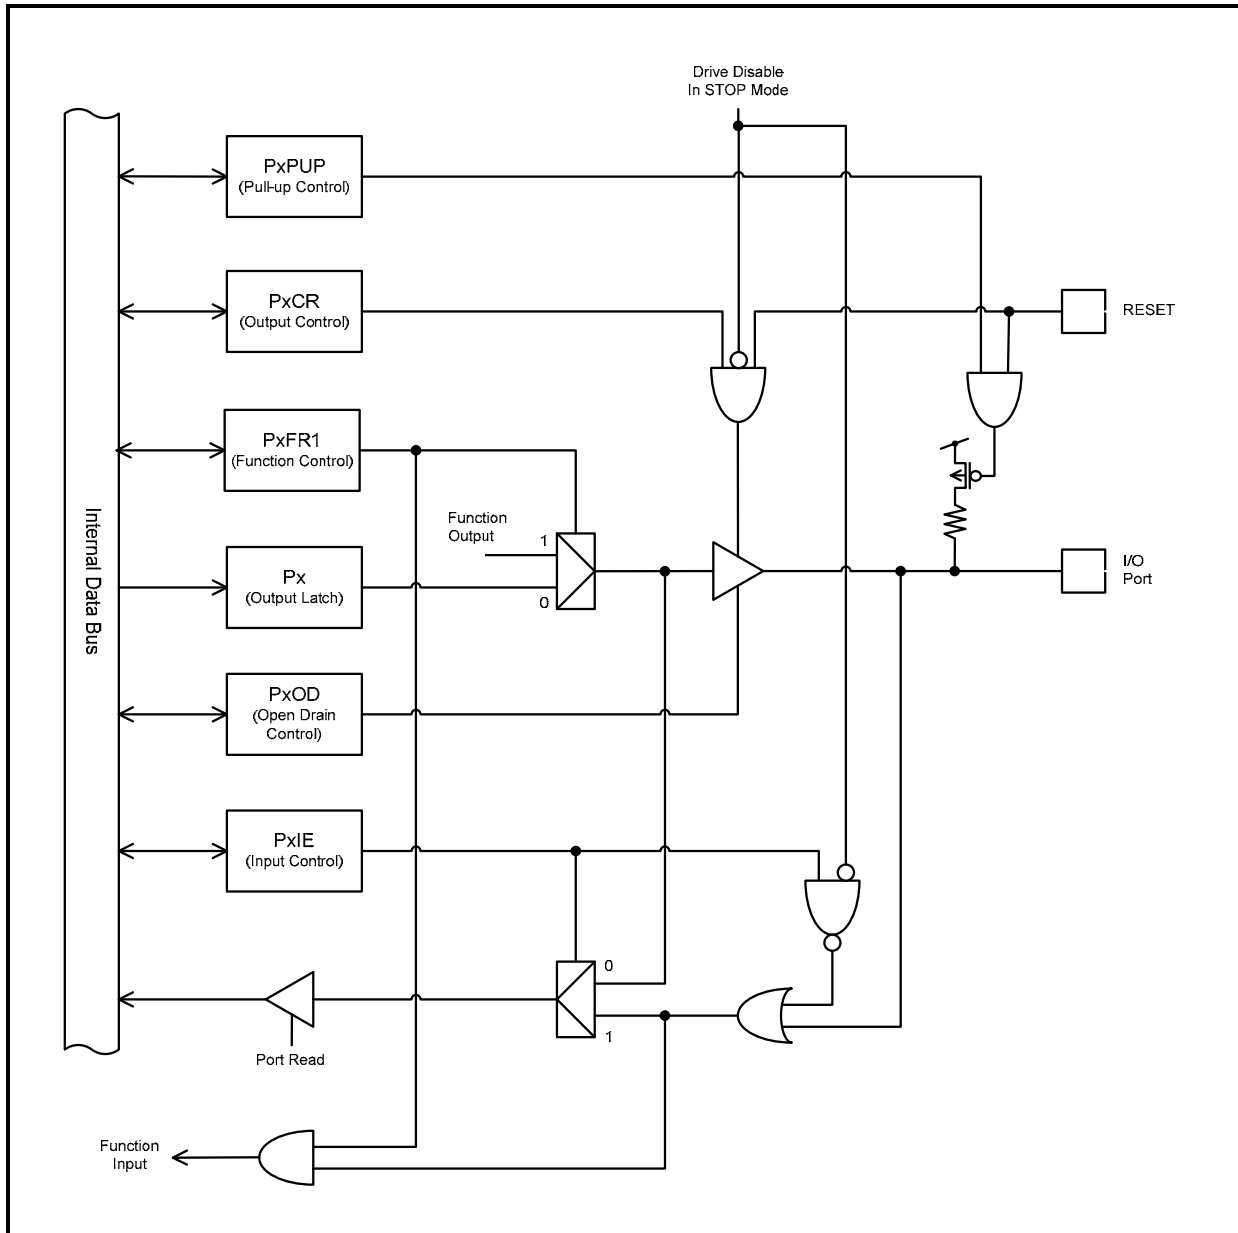 Drive Disable
In STOP Mode
PxPUP
(Pull-up Control)
PxCR
(Output Control)
RESET
PxFR1
(Function Control)
Function
Output
1
0
Px
(Output Latch)
I/O
Port
Internal Data Bus
PxOD
(Open Drain
Control)
PxIE
(Input Control)
0
1
Port Read
Function
Input